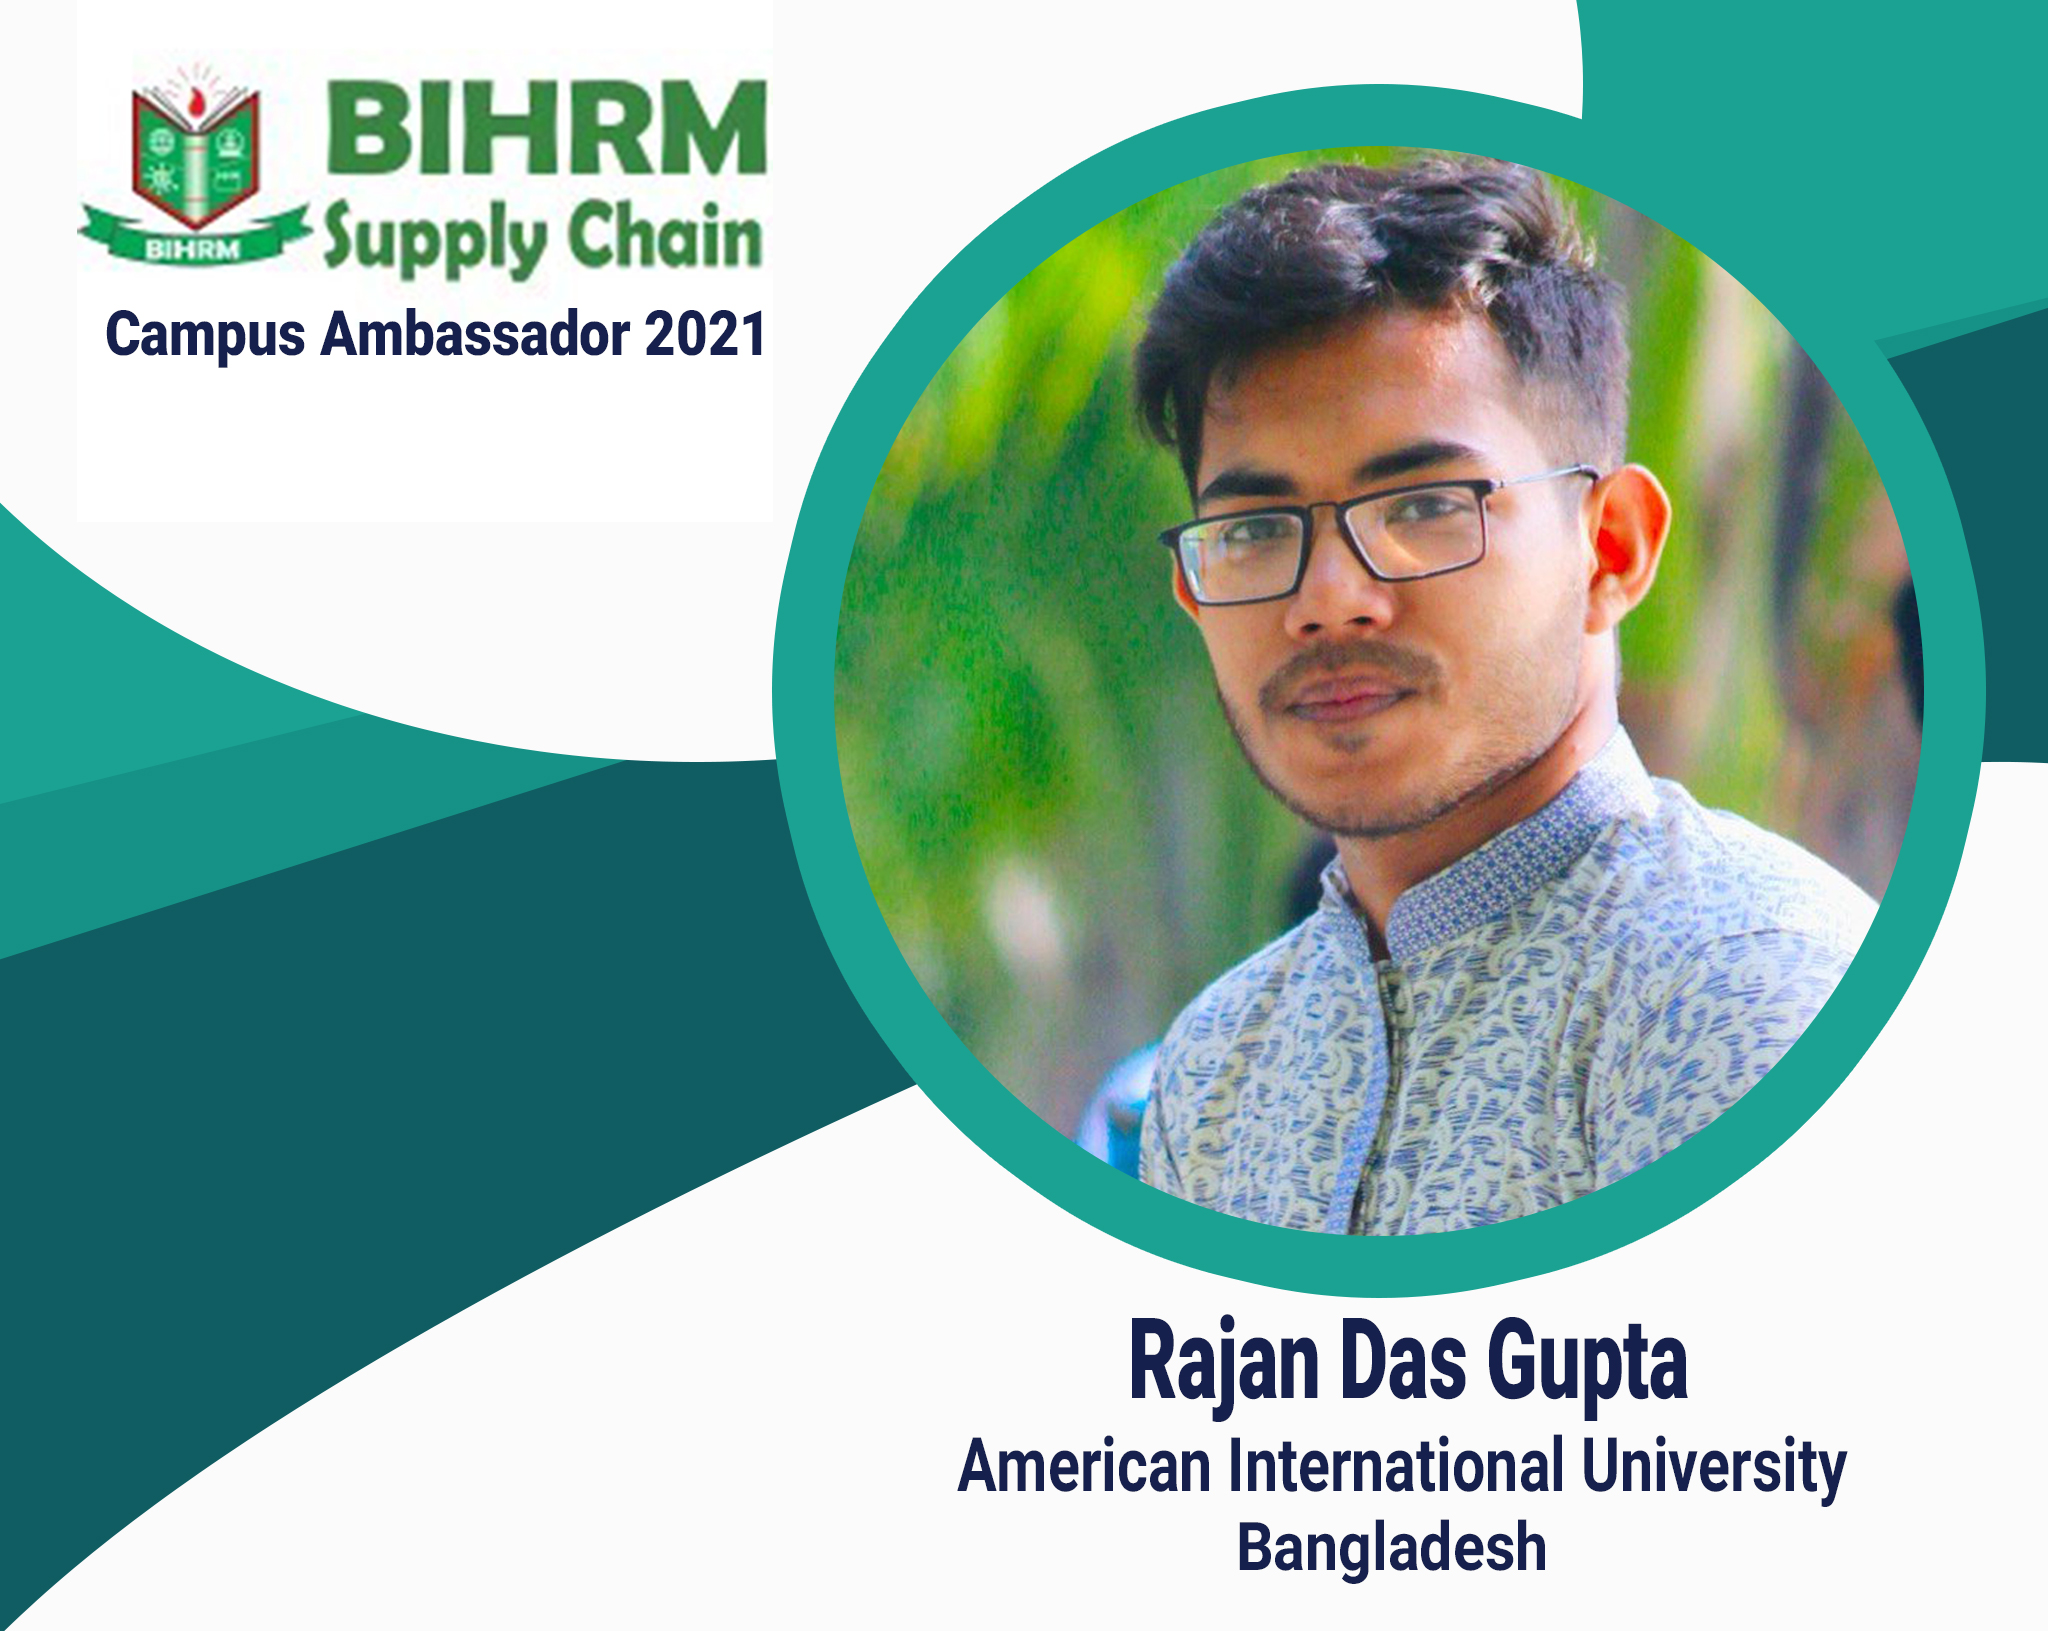 BIHRM
Supply Chain
BIHRM
Campus Ambassador 2021
Rajan Das Gupta
American International University
Bangladesh